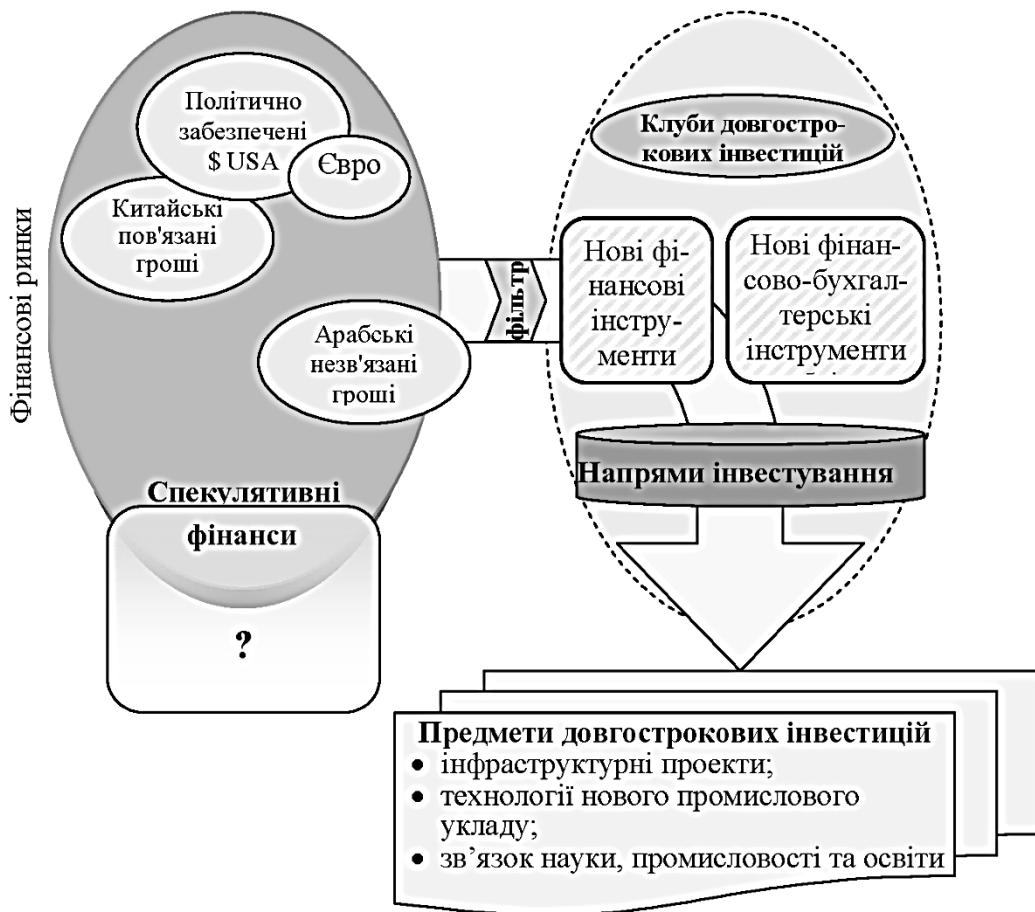 Фінансові ринки
Політично
забезпечені
$ USA
Євро
Китайські
пов'язані
гроші
Арабські
незв'язані
гроші
Спекулятивні
фінанси
?
фільтр
Клуби довгостро-
кових інвестицій
Нові фі-
нансові
інстру-
менти
Нові фінан-
сово-бухгал-
терські
інструменти
Напрями інвестування
Предмети довгострокових інвестицій
• інфраструктурні проекти;
• технології нового промислового
укладу;
• зв’язок науки, промисловості та освіти